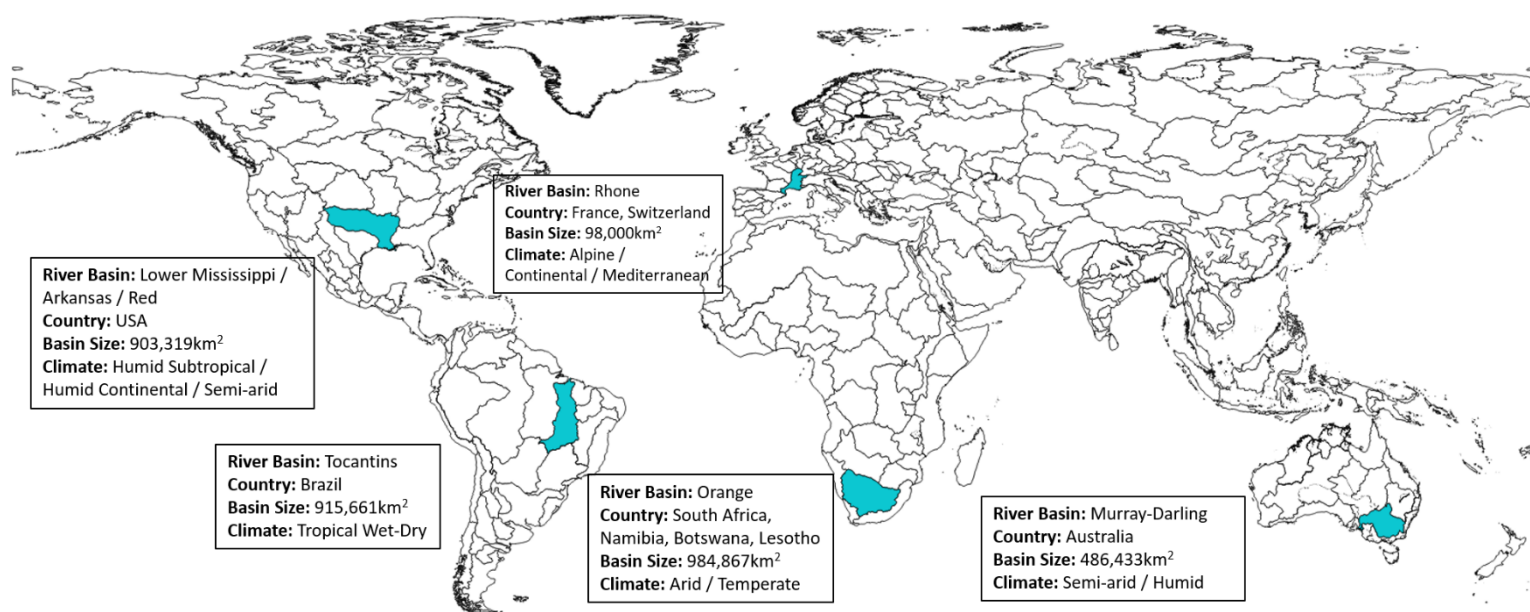 River Basin: Rhone
Country: France, Switzerland
Basin Size: 98,000km²
Climate: Alpine /
Continental / Mediterranean
River Basin: Lower Mississippi /
Arkansas / Red
Country: USA
Basin Size: 903,319km²
Climate: Humid Subtropical /
Humid Continental / Semi-arid
River Basin: Tocantins
Country: Brazil
Basin Size: 915,661km²
Climate: Tropical Wet-Dry
River Basin: Orange
Country: South Africa,
Namibia, Botswana, Lesotho
Basin Size: 984,867km²
Climate: Arid / Temperate
River Basin: Murray-Darling
Country: Australia
Basin Size: 486,433km²
Climate: Semi-arid / Humid